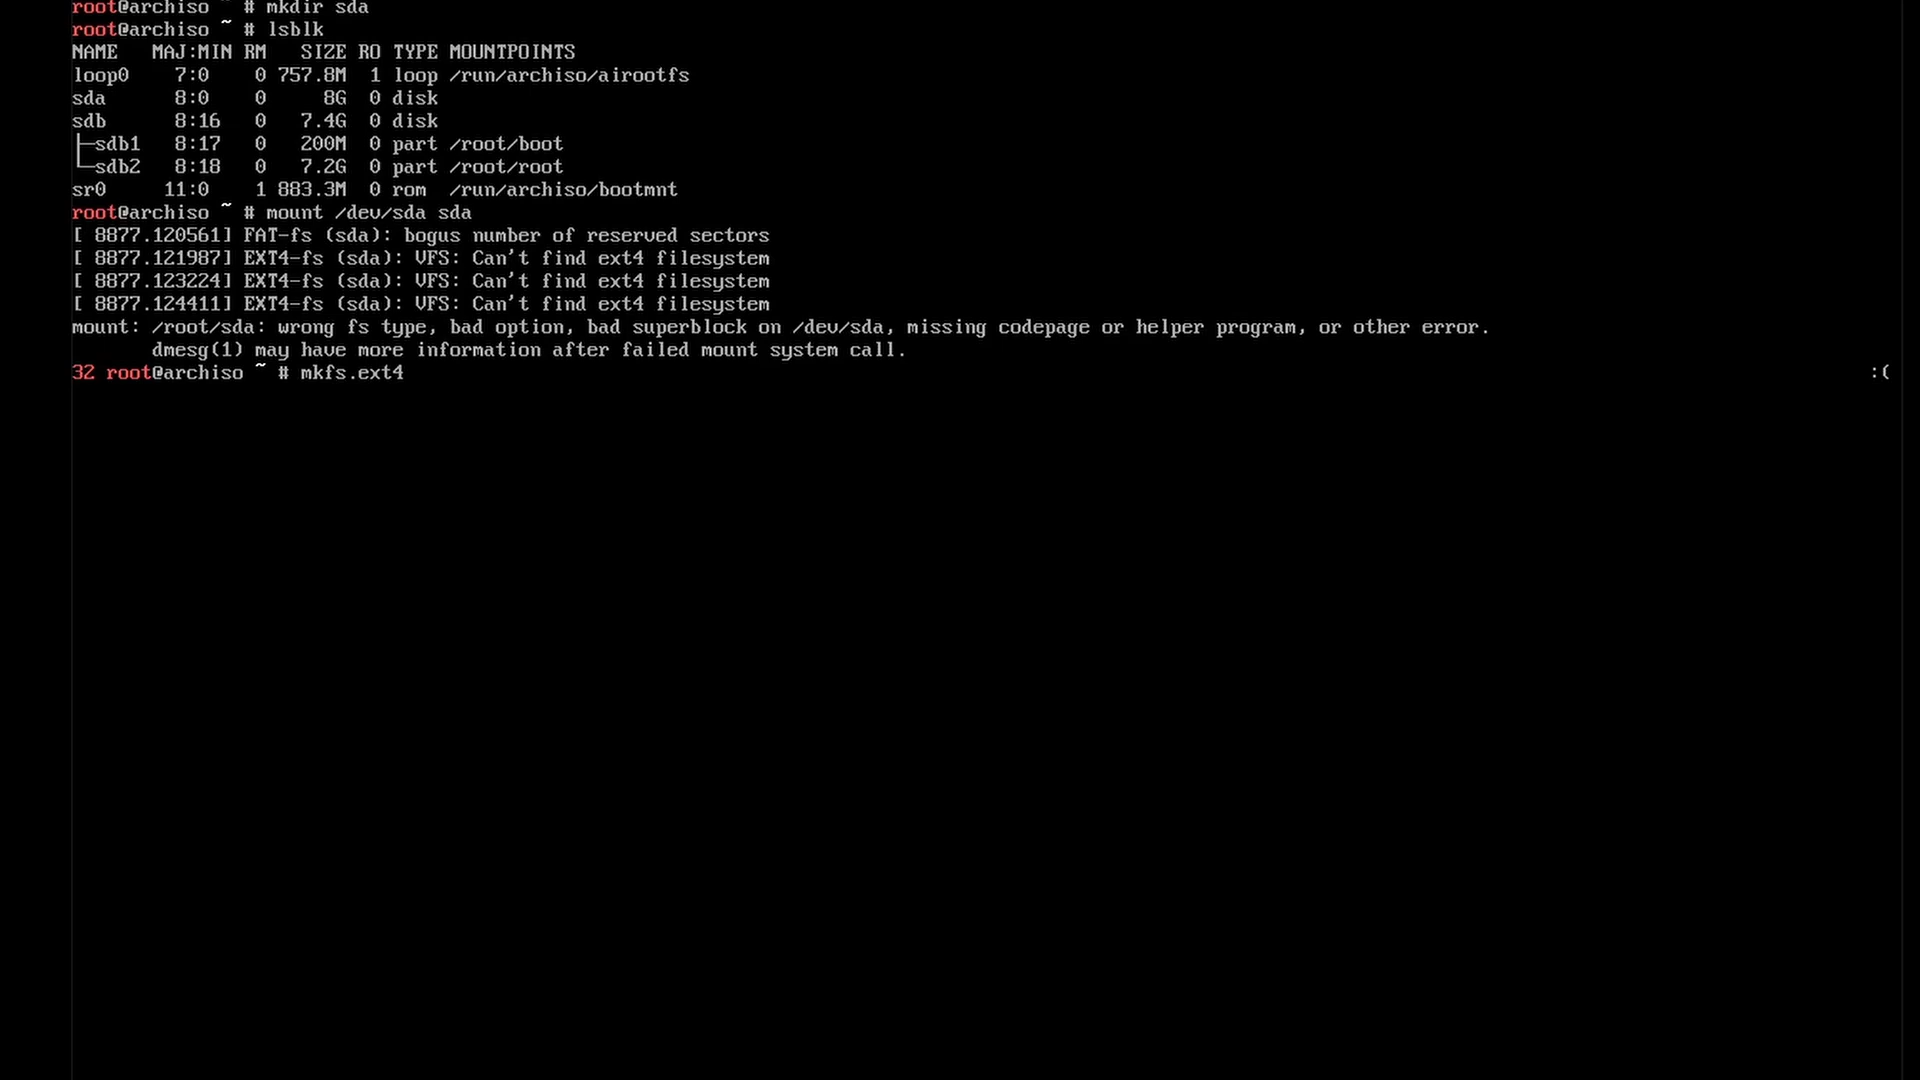 root@archiso ~ # mkdir sda
root@archiso ~ # lsblk
NAME   MAJ:MIN RM   SIZE RO TYPE MOUNTPOINTS
loop0    7:0    0 757.8M  1 loop /run/archiso/airootfs
sda      8:0    0     8G  0 disk
sdb      8:16   0   7.4G  0 disk
├─sdb1   8:17   0   200M  0 part /root/boot
└─sdb2   8:18   0   7.2G  0 part /root/root
sr0     11:0    1 883.3M  0 rom  /run/archiso/bootmnt
root@archiso ~ # mount /dev/sda sda
[ 8877.120561] FAT-fs (sda): bogus number of reserved sectors
[ 8877.121987] EXT4-fs (sda): VFS: Can't find ext4 filesystem
[ 8877.123224] EXT4-fs (sda): VFS: Can't find ext4 filesystem
[ 8877.124411] EXT4-fs (sda): VFS: Can't find ext4 filesystem
mount: /root/sda: wrong fs type, bad option, bad superblock on /dev/sda, missing codepage or helper program, or other error.
       dmesg(1) may have more information after failed mount system call.
32 root@archiso ~ # mkfs.ext4 :(